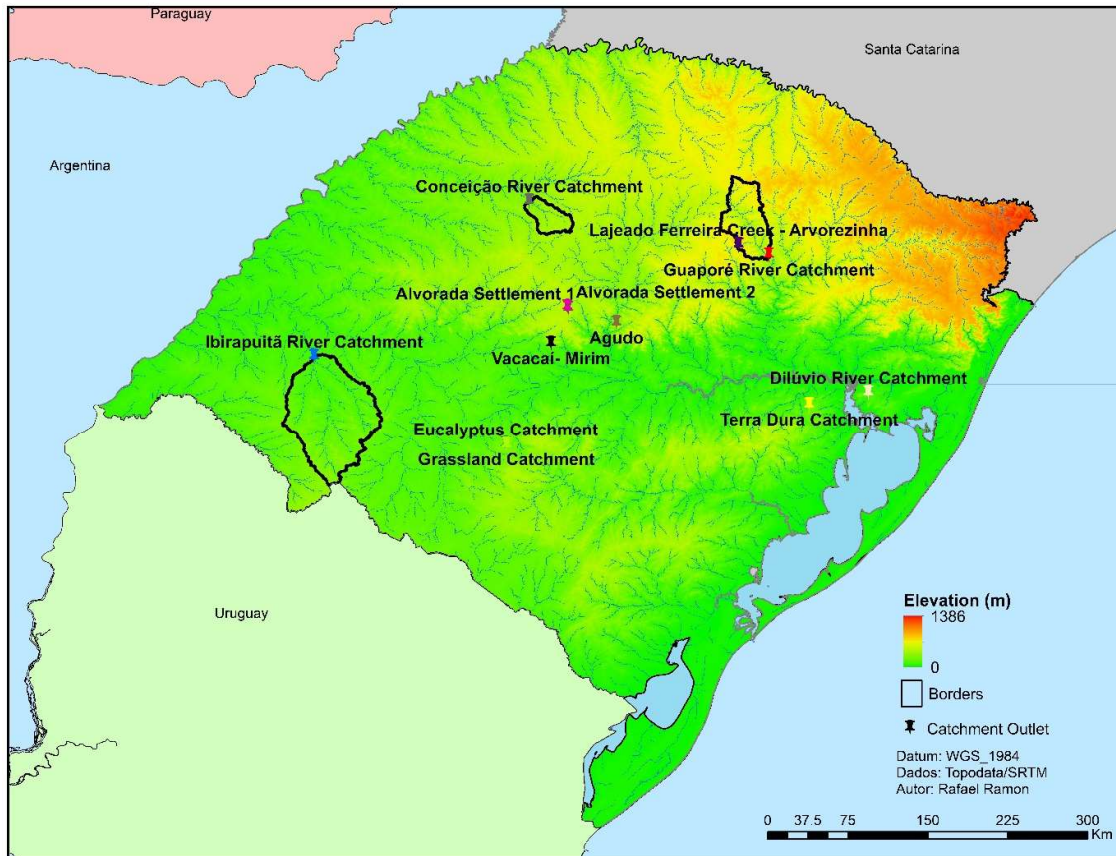 Paraguay
Santa Catarina
Argentina
Conceição River Catchment
Lajeado Ferreira Creek - Arvorezinha
Guaporé River Catchment
Alvorada Settlement 1
Alvorada Settlement 2
Agudo
Ibirapuitã River Catchment
Vacacaí- Mirim
Dilúvio River Catchment
Terra Dura Catchment
Eucalyptus Catchment
Grassland Catchment
Uruguay
Elevation (m)
1386
0
Borders
Catchment Outlet
Datum: WGS_1984
Dados: Topodata/SRTM
Autor: Rafael Ramon
0 37.5 75 150 225 300
Km